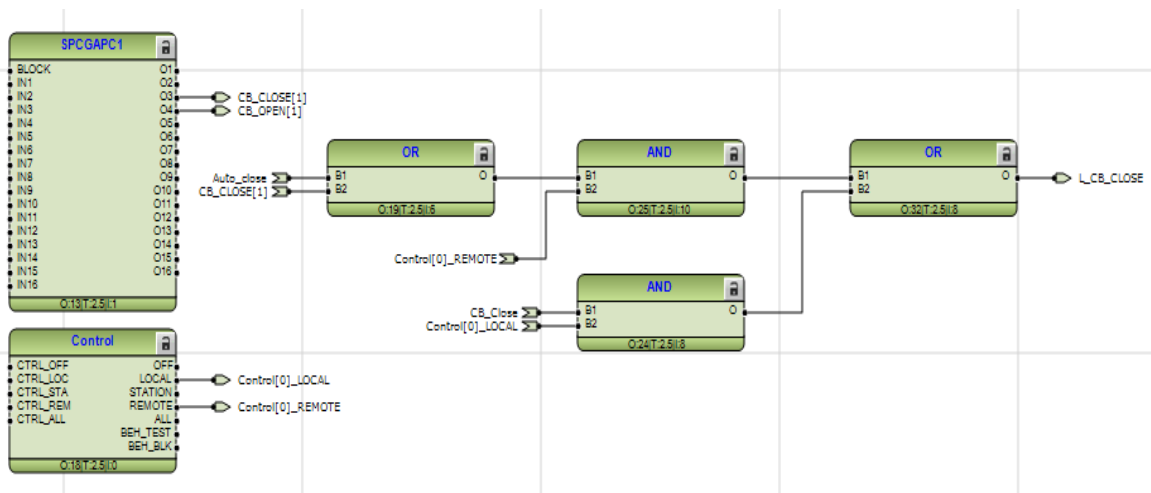 SPCGAPC1
BLOCK O1
IN1 O2
IN2 O3
IN3 O4
IN4 O5
IN5 O6
IN6 O7
IN7 O8
IN8 O9
IN9 O10
IN10 O11
IN11 O12
IN12 O13
IN13 O14
IN14 O15
IN15 O16
IN16
O:13|T:2.5|I:1
CB_CLOSE[1]
CB_OPEN[1]
Auto_close
CB_CLOSE[1]
OR
B1 O
B2
O:19|T:2.5|I:6
Control[0]_REMOTE
AND
B1 O
B2
O:25|T:2.5|I:10
OR
B1 O
B2
O:32|T:2.5|I:8
L_CB_CLOSE
CB_Close
Control[0]_LOCAL
AND
B1 O
B2
O:24|T:2.5|I:8
Control
CTRL_OFF OFF
CTRL_LOC LOCAL
CTRL_STA STATION
CTRL_REM REMOTE
CTRL_ALL ALL
BEH_TEST
BEH_BLK
O:18|T:2.5|I:0
Control[0]_LOCAL
Control[0]_REMOTE